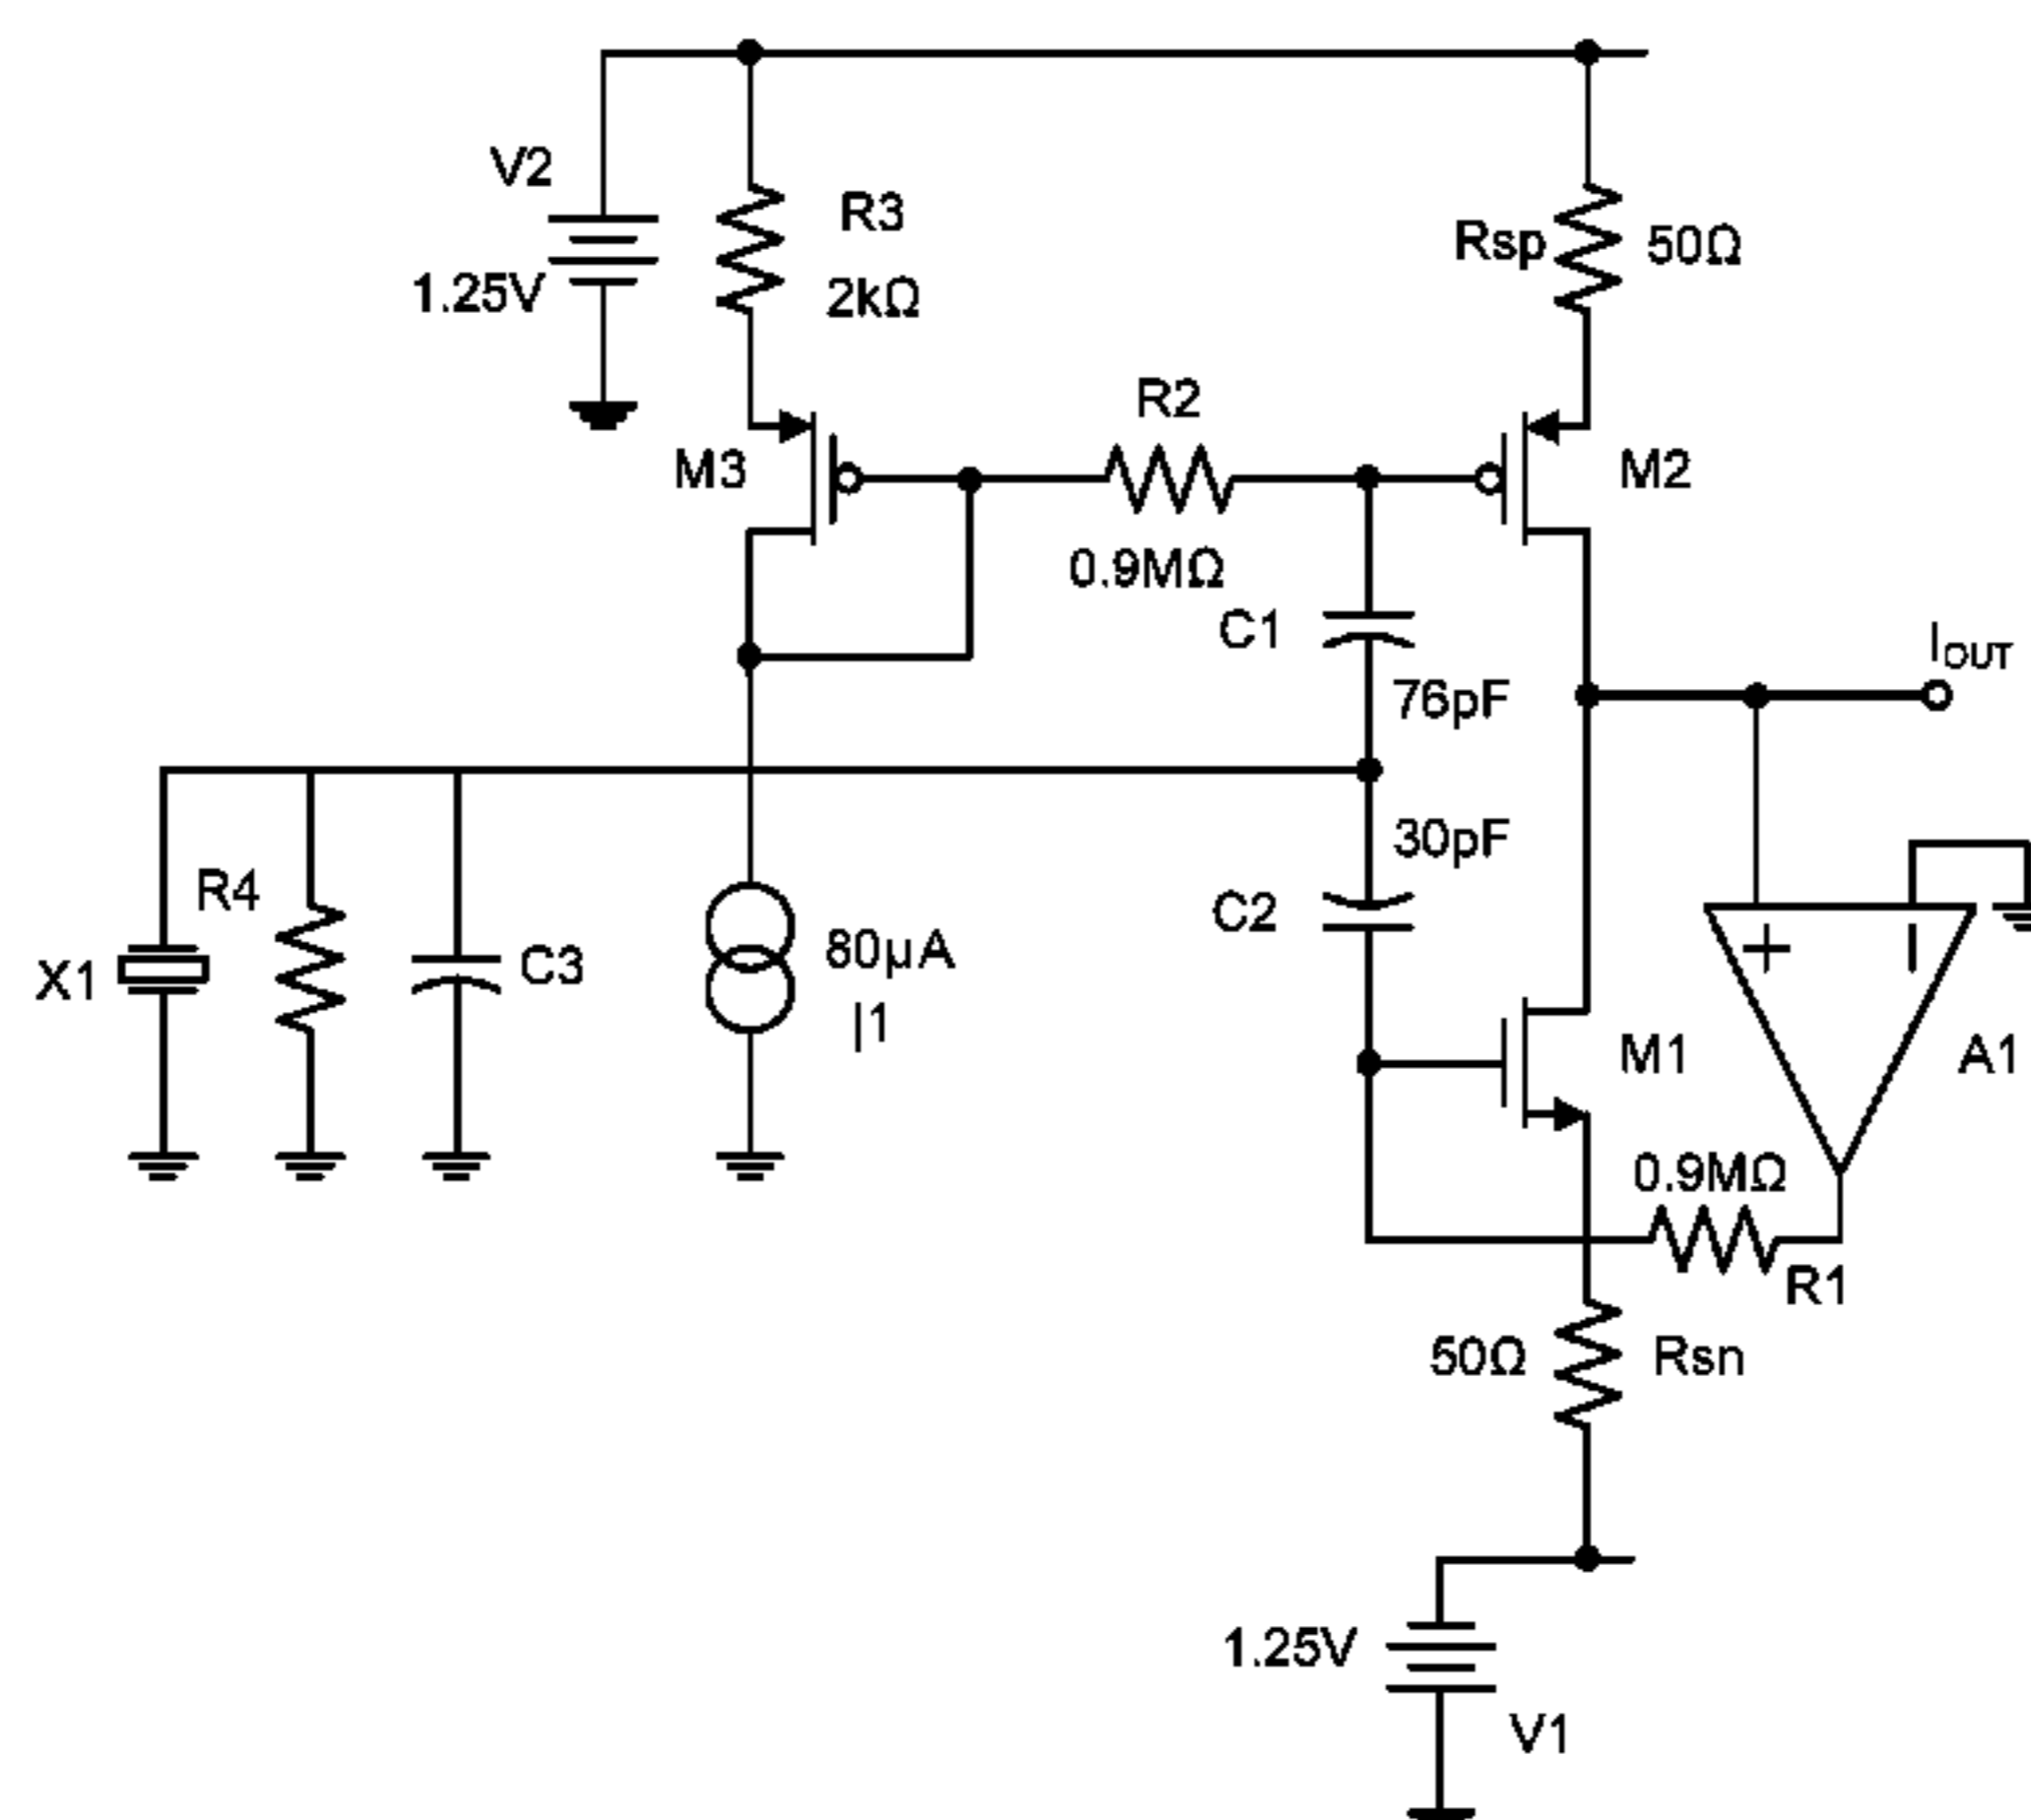 V2
1.25V
R3
2kΩ
Rsp
50Ω
M3
R2
0.9MΩ
M2
C1
76pF
I_OUT
30pF
C2
R4
X1
C3
80μA
I1
+
−
M1
A1
0.9MΩ
R1
50Ω
Rsn
1.25V
V1